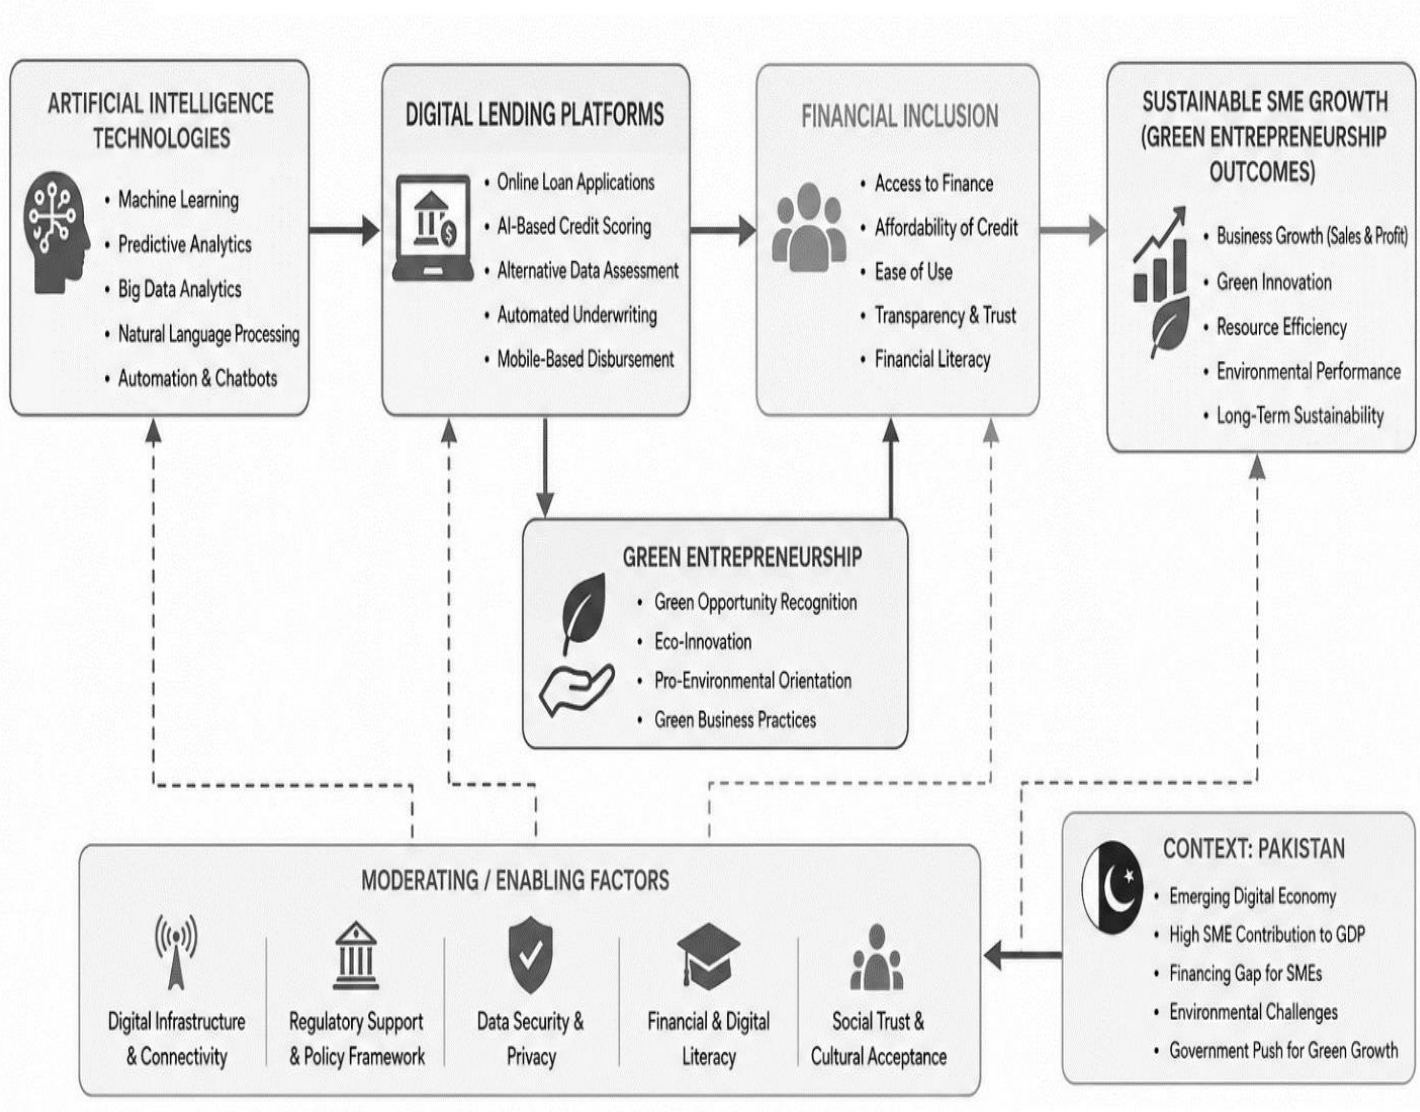 ARTIFICIAL INTELLIGENCE
TECHNOLOGIES
• Machine Learning
• Predictive Analytics
• Big Data Analytics
• Natural Language Processing
• Automation & Chatbots
DIGITAL LENDING PLATFORMS
$
• Online Loan Applications
• AI-Based Credit Scoring
• Alternative Data Assessment
• Automated Underwriting
• Mobile-Based Disbursement
FINANCIAL INCLUSION
• Access to Finance
• Affordability of Credit
• Ease of Use
• Transparency & Trust
• Financial Literacy
SUSTAINABLE SME GROWTH
(GREEN ENTREPRENEURSHIP
OUTCOMES)
• Business Growth (Sales & Profit)
• Green Innovation
• Resource Efficiency
• Environmental Performance
• Long-Term Sustainability
GREEN ENTREPRENEURSHIP
• Green Opportunity Recognition
• Eco-Innovation
• Pro-Environmental Orientation
• Green Business Practices
MODERATING / ENABLING FACTORS
Digital Infrastructure
& Connectivity
Regulatory Support
& Policy Framework
Data Security &
Privacy
Financial & Digital
Literacy
Social Trust &
Cultural Acceptance
CONTEXT: PAKISTAN
• Emerging Digital Economy
• High SME Contribution to GDP
• Financing Gap for SMEs
• Environmental Challenges
• Government Push for Green Growth